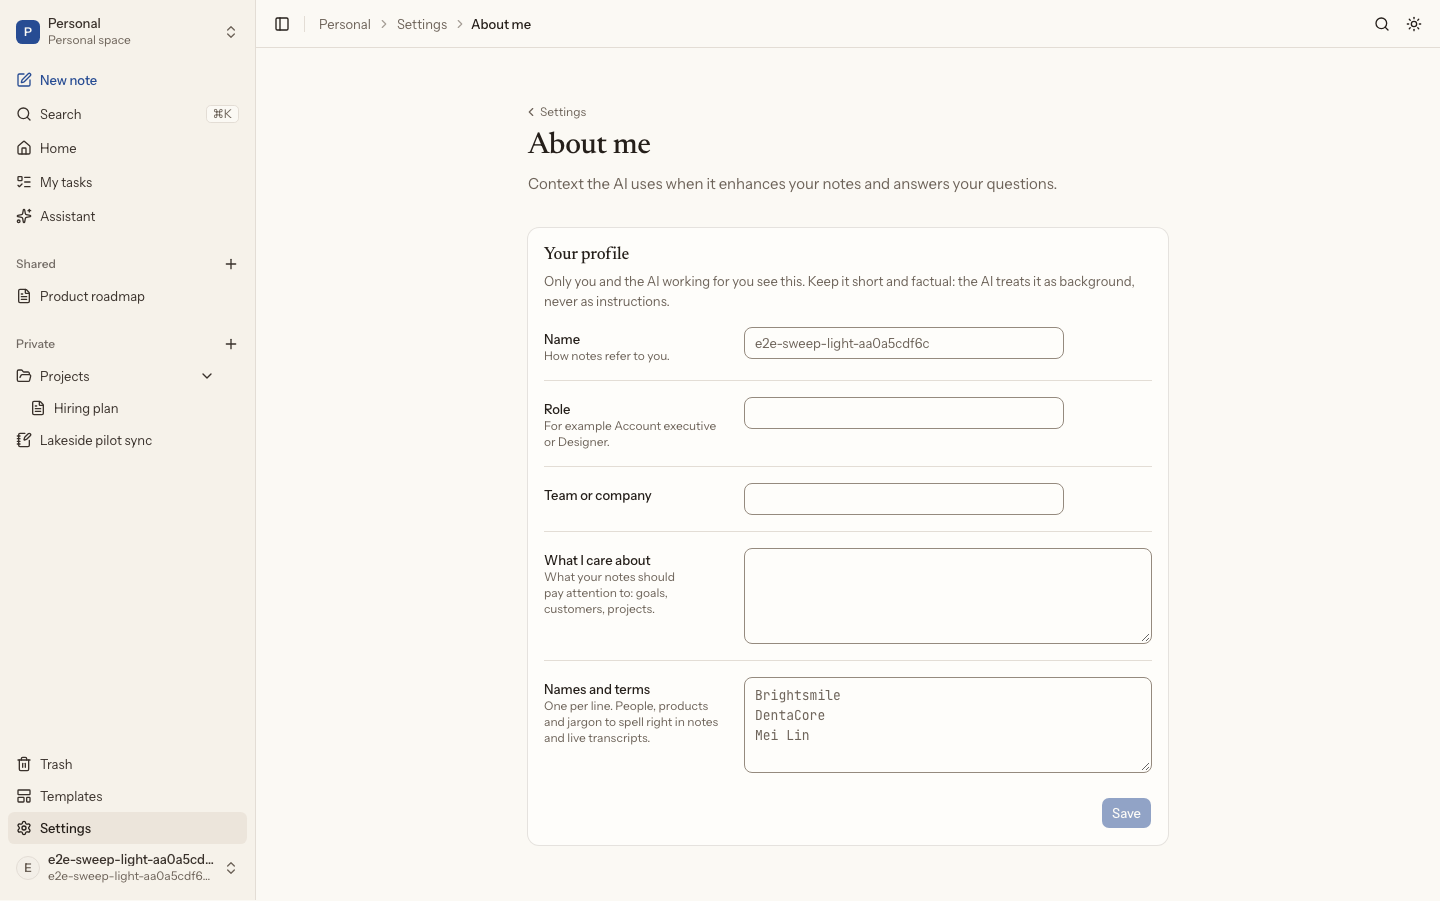 P
Personal
Personal space
New note
Search
⌘K
Home
My tasks
Assistant
Shared
Product roadmap
Private
Projects
Hiring plan
Lakeside pilot sync
Trash
Templates
Settings
E
e2e-sweep-light-aa0a5cd...
e2e-sweep-light-aa0a5cdf6...
Personal
Settings
About me
Settings
About me
Context the AI uses when it enhances your notes and answers your questions.
Your profile
Only you and the AI working for you see this. Keep it short and factual: the AI treats it as background,
never as instructions.
Name
How notes refer to you.
e2e-sweep-light-aa0a5cdf6c
Role
For example Account executive
or Designer.
Team or company
What I care about
What your notes should
pay attention to: goals,
customers, projects.
Names and terms
One per line. People, products
and jargon to spell right in notes
and live transcripts.
Brightsmile
DentaCore
Mei Lin
Save